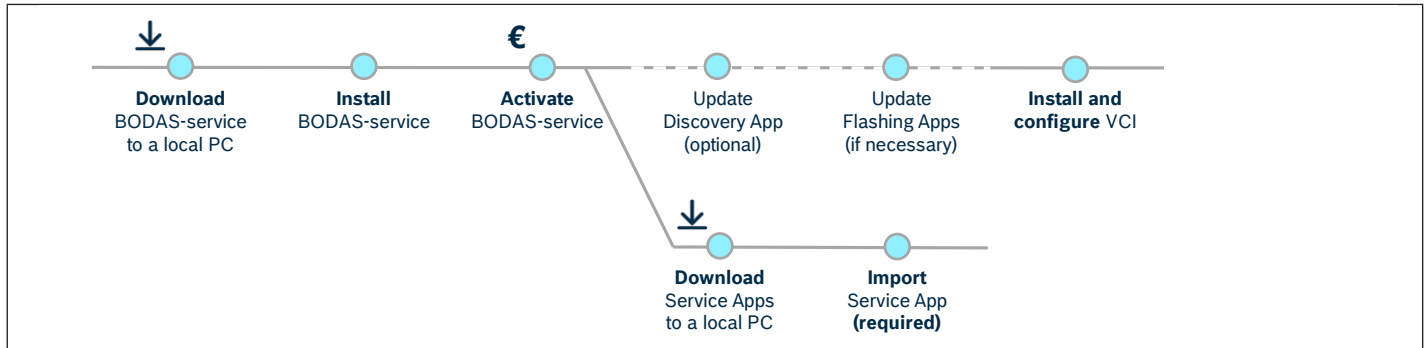 €
Download
BODAS-service
to a local PC
Install
BODAS-service
Activate
BODAS-service
Update
Discovery App
(optional)
Update
Flashing Apps
(if necessary)
Install and
configure VCI
Download
Service Apps
to a local PC
Import
Service App
(required)